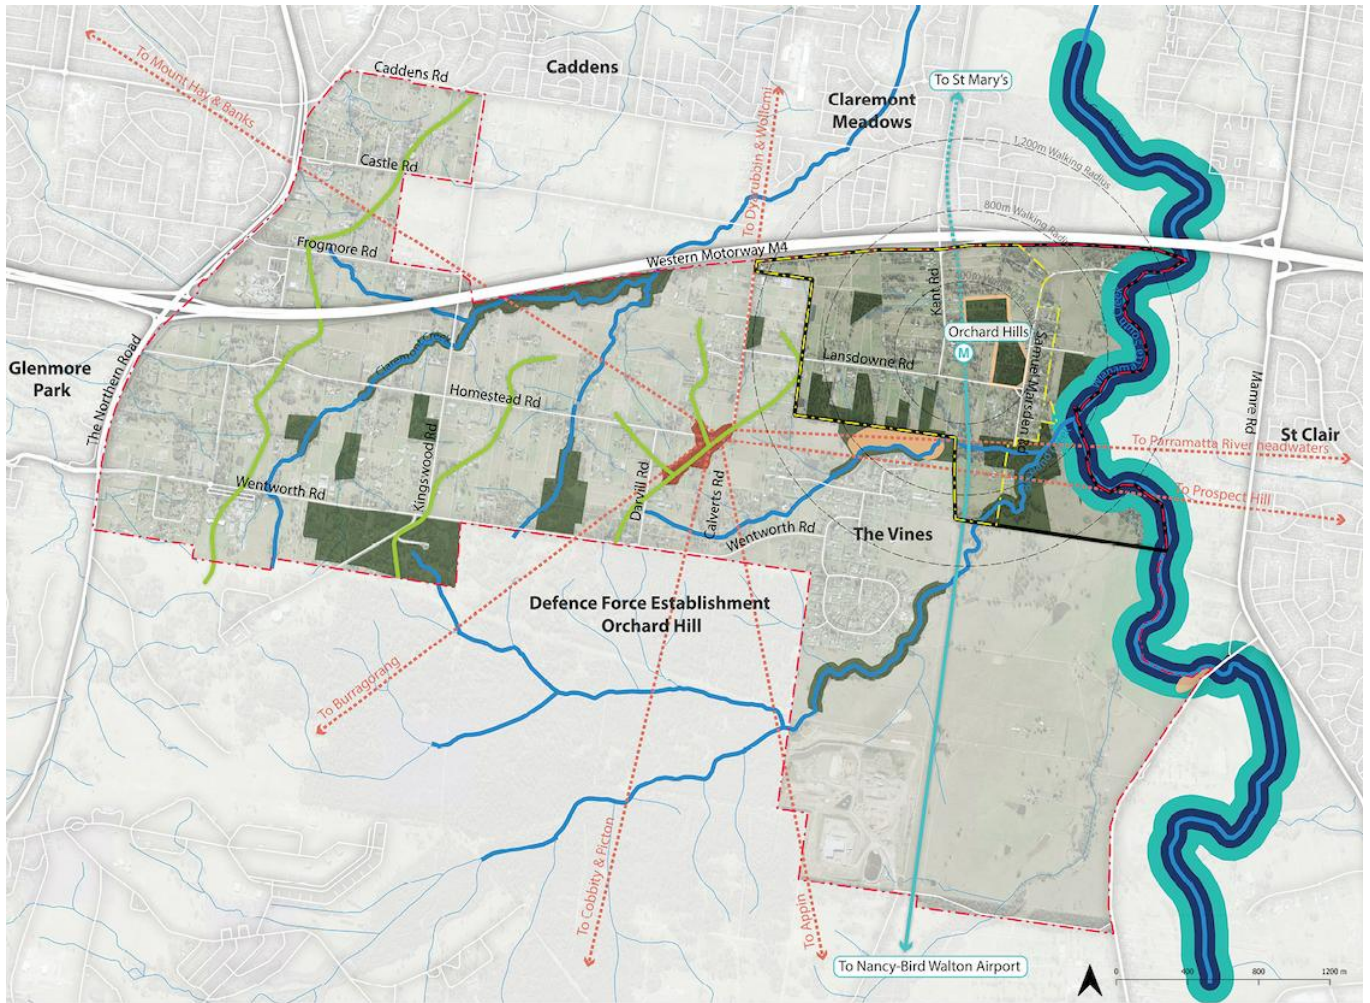 Caddens Rd
Caddens
To Mount Hay & Banks
To St Mary's
Claremont
Meadows
To Dyarubbin & Wollomi
1,200m Walking Radius
Castle Rd
800m Walking Radius
Frogmore Rd
Western Motorway M4
Kent Rd
Orchard Hills
M
Samuel Marsden Rd
Lansdowne Rd
The Northern Road
Glenmore
Park
Homestead Rd
Mamre Rd
St Clair
To Parramatta River headwaters
To Prospect Hill
Kingswood Rd
Wentworth Rd
Darvill Rd
Calverts Rd
Wentworth Rd
The Vines
Defence Force Establishment
Orchard Hill
To Burragorang
To Cobbity & Picton
To Appin
To Nancy-Bird Walton Airport
0 400 800 1200 m